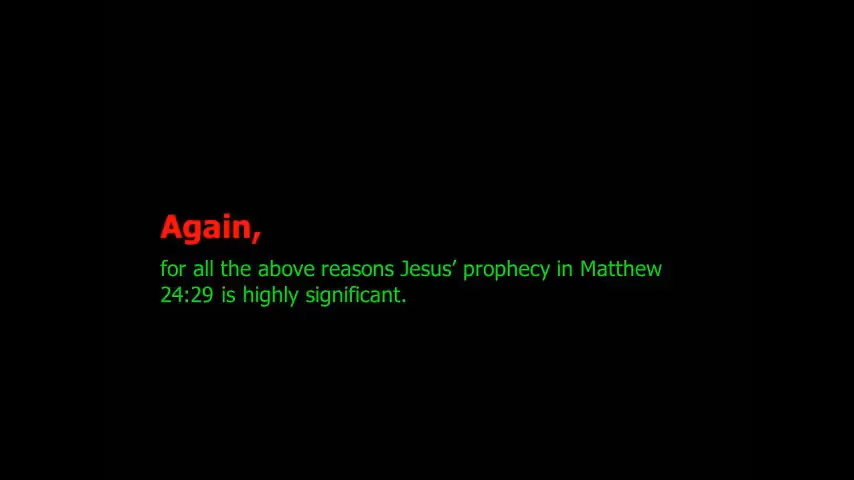 Again,
for all the above reasons Jesus’ prophecy in Matthew
24:29 is highly significant.